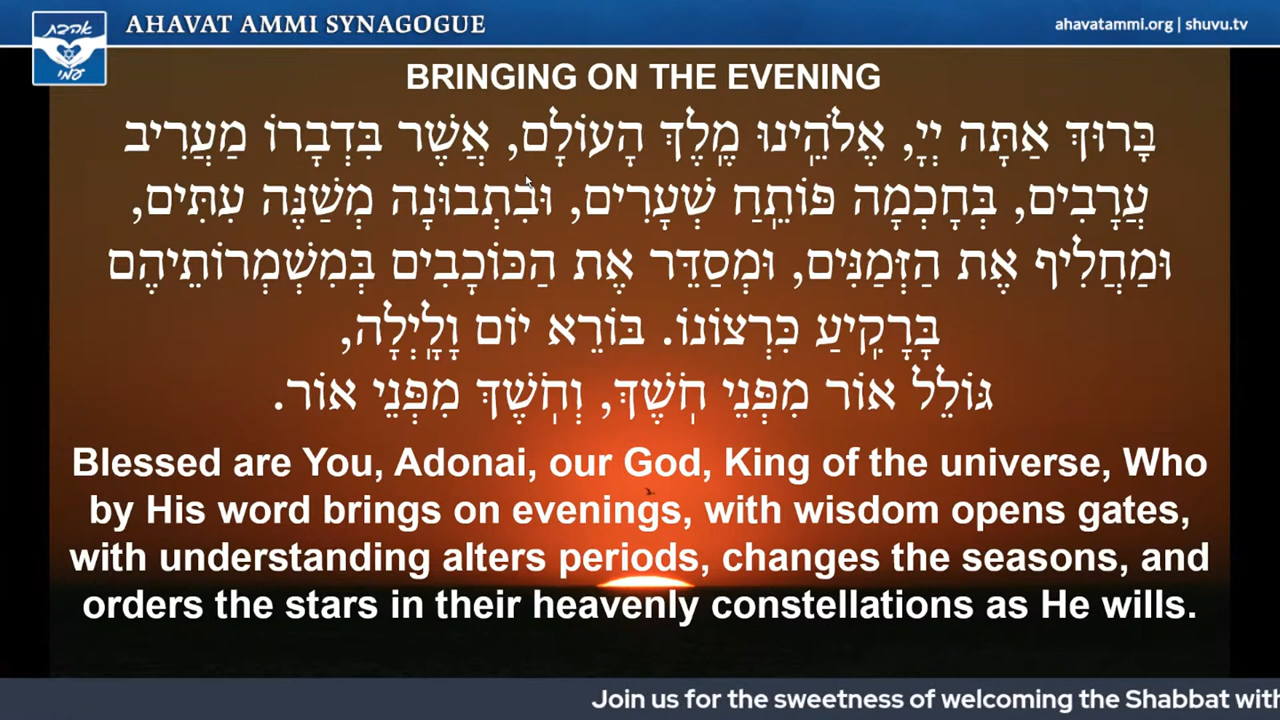 אהבת
עמי
AHAVAT AMMI SYNAGOGUE
ahavatammi.org | shuvu.tv
BRINGING ON THE EVENING
בָּרוּךְ אַתָּה יְיָ, אֱלֹהֵֽינוּ מֶֽלֶךְ הָעוֹלָם, אֲשֶׁר בִּדְבָרוֹ מַעֲרִיב
עֲרָבִים, בְּחָכְמָה פּוֹתֵֽחַ שְׁעָרִים, וּבִתְבוּנָה מְשַׁנֶּה עִתִּים,
וּמַחֲלִיף אֶת הַזְּמַנִּים, וּמְסַדֵּר אֶת הַכּוֹכָבִים בְּמִשְׁמְרוֹתֵיהֶם
בָּרָקִֽיעַ כִּרְצוֹנוֹ. בּוֹרֵא יוֹם וָלָֽיְלָה,
גּוֹלֵל אוֹר מִפְּנֵי חֹֽשֶׁךְ, וְחֹֽשֶׁךְ מִפְּנֵי אוֹר.
Blessed are You, Adonai, our God, King of the universe, Who
by His word brings on evenings, with wisdom opens gates,
with understanding alters periods, changes the seasons, and
orders the stars in their heavenly constellations as He wills.
Join us for the sweetness of welcoming the Shabbat with